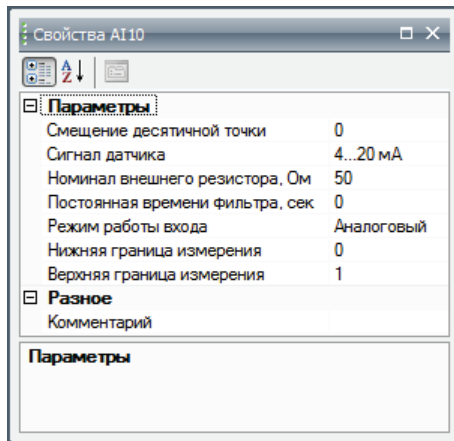 Свойства AI10
Параметры
Смещение десятичной точки 0
Сигнал датчика 4...20 мА
Номинал внешнего резистора, Ом 50
Постоянная времени фильтра, сек 0
Режим работы входа Аналоговый
Нижняя граница измерения 0
Верхняя граница измерения 1
Разное
Комментарий
Параметры